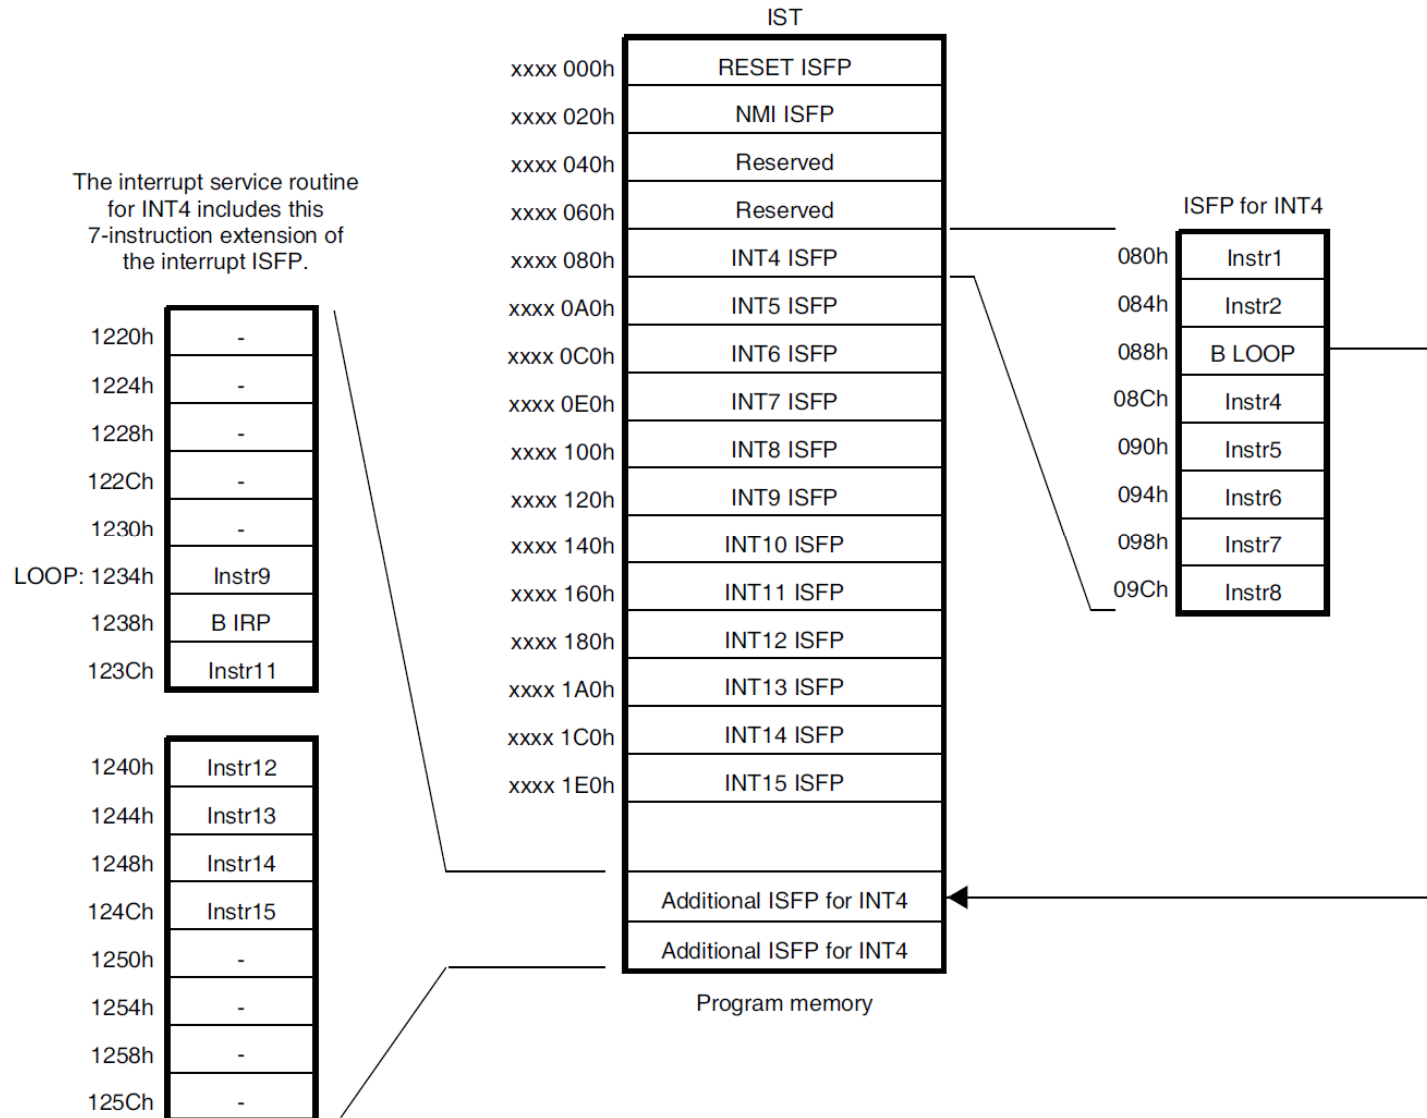 IST
xxxx 000h RESET ISFP
xxxx 020h NMI ISFP
xxxx 040h Reserved
xxxx 060h Reserved
xxxx 080h INT4 ISFP
xxxx 0A0h INT5 ISFP
xxxx 0C0h INT6 ISFP
xxxx 0E0h INT7 ISFP
xxxx 100h INT8 ISFP
xxxx 120h INT9 ISFP
xxxx 140h INT10 ISFP
xxxx 160h INT11 ISFP
xxxx 180h INT12 ISFP
xxxx 1A0h INT13 ISFP
xxxx 1C0h INT14 ISFP
xxxx 1E0h INT15 ISFP
Additional ISFP for INT4
Additional ISFP for INT4
Program memory
The interrupt service routine
for INT4 includes this
7-instruction extension of
the interrupt ISFP.
1220h -
1224h -
1228h -
122Ch -
1230h -
LOOP: 1234h Instr9
1238h B IRP
123Ch Instr11
1240h Instr12
1244h Instr13
1248h Instr14
124Ch Instr15
1250h -
1254h -
1258h -
125Ch -
ISFP for INT4
080h Instr1
084h Instr2
088h B LOOP
08Ch Instr4
090h Instr5
094h Instr6
098h Instr7
09Ch Instr8